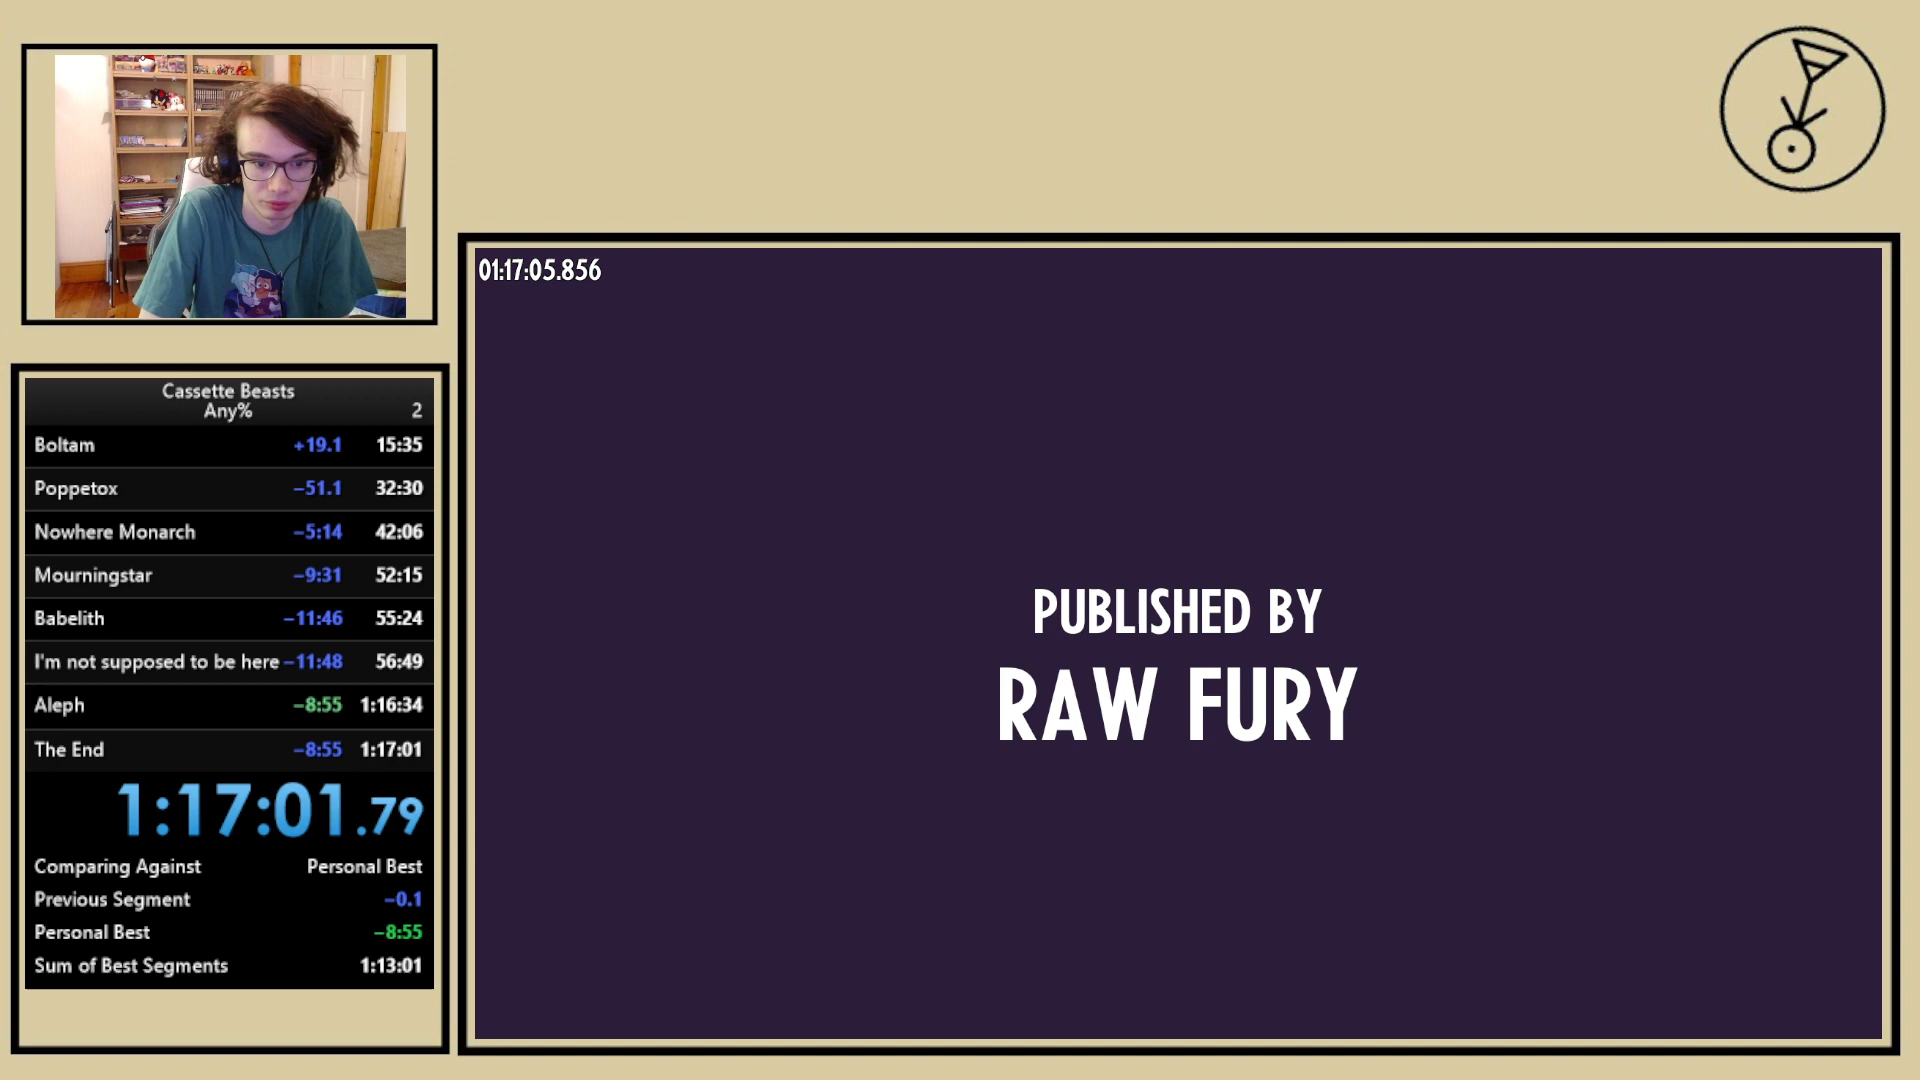 Cassette Beasts
Any% 2
Boltam +19.1 15:35
Poppetox −51.1 32:30
Nowhere Monarch −5:14 42:06
Mourningstar −9:31 52:15
Babelith −11:46 55:24
I'm not supposed to be here −11:48 56:49
Aleph −8:55 1:16:34
The End −8:55 1:17:01
1:17:01.79
Comparing Against Personal Best
Previous Segment −0.1
Personal Best −8:55
Sum of Best Segments 1:13:01
01:17:05.856
PUBLISHED BY
RAW FURY